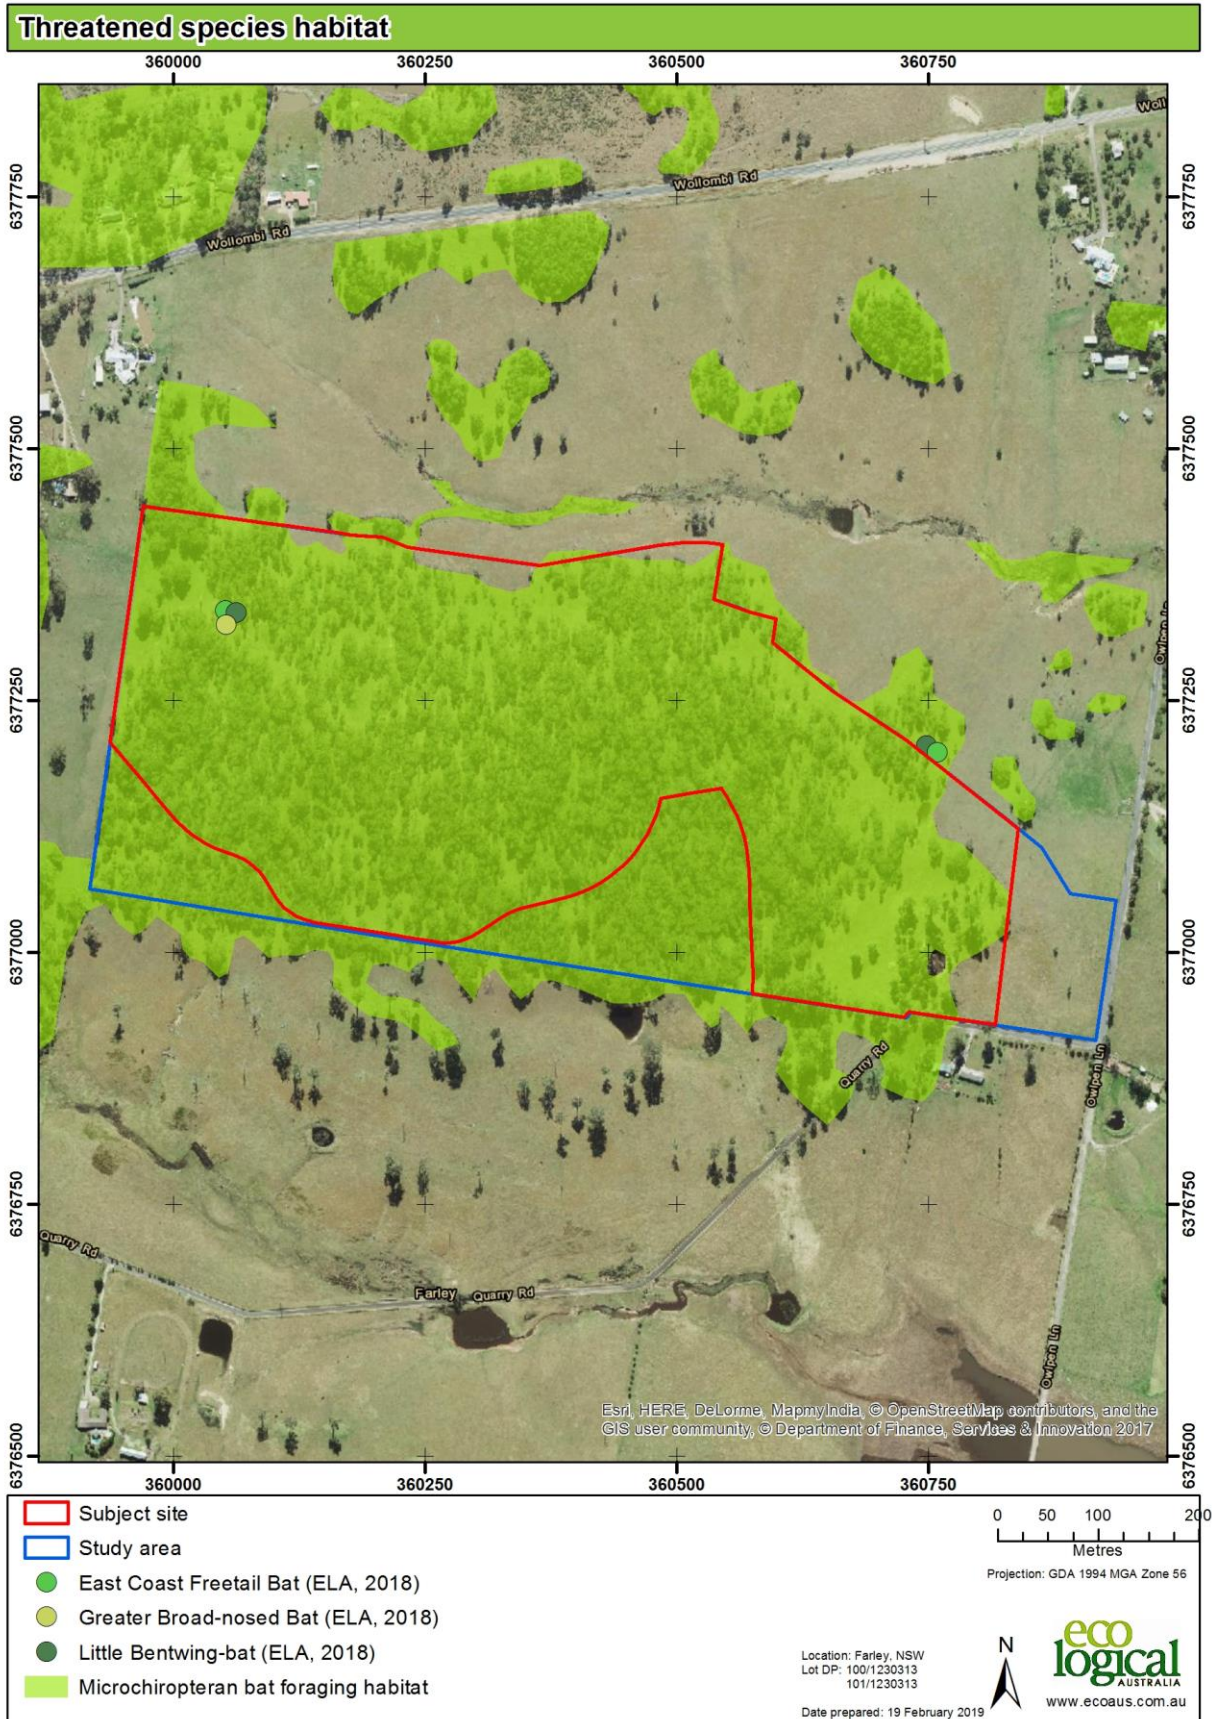 Threatened species habitat
360000 360250 360500 360750
Woll
6377750 Wollombi Rd 6377750
Wollombi Rd
6377500 6377500
Owlpen Ln
6377250 6377250
6377000 6377000
Quarry Rd
Owlpen Ln
6376750 6376750
Quarry Rd
Farley Quarry Rd
Owlpen Ln
Esri, HERE, DeLorme, MapmyIndia, © OpenStreetMap contributors, and the
GIS user community, © Department of Finance, Services & Innovation 2017
6376500 6376500
360000 360250 360500 360750
Subject site
Study area
East Coast Freetail Bat (ELA, 2018)
Greater Broad-nosed Bat (ELA, 2018)
Little Bentwing-bat (ELA, 2018)
Microchiropteran bat foraging habitat
0 50 100 200
Metres
Projection: GDA 1994 MGA Zone 56
Location: Farley, NSW
Lot DP: 100/1230313
101/1230313
Date prepared: 19 February 2019
N
eco
logical
AUSTRALIA
www.ecoaus.com.au